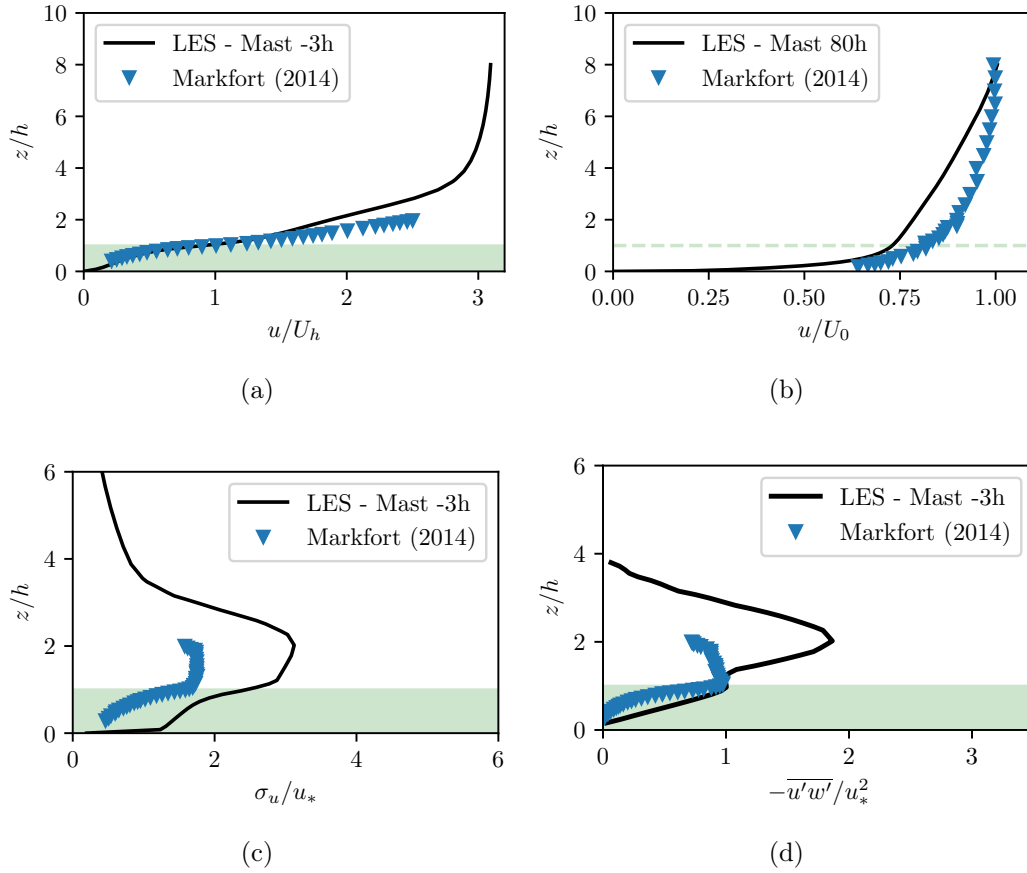 10
8
6
4
2
0
z/h
LES - Mast -3h
Markfort (2014)
0 1 2 3
u/U_h
(a)
10
8
6
4
2
0
z/h
LES - Mast 80h
Markfort (2014)
0.00 0.25 0.50 0.75 1.00
u/U_0
(b)
6
4
2
0
z/h
LES - Mast -3h
Markfort (2014)
0 2 4 6
σ_u/u_*
(c)
6
4
2
0
z/h
LES - Mast -3h
Markfort (2014)
0 1 2 3
−\overline{u′w′}/u_*^2
(d)